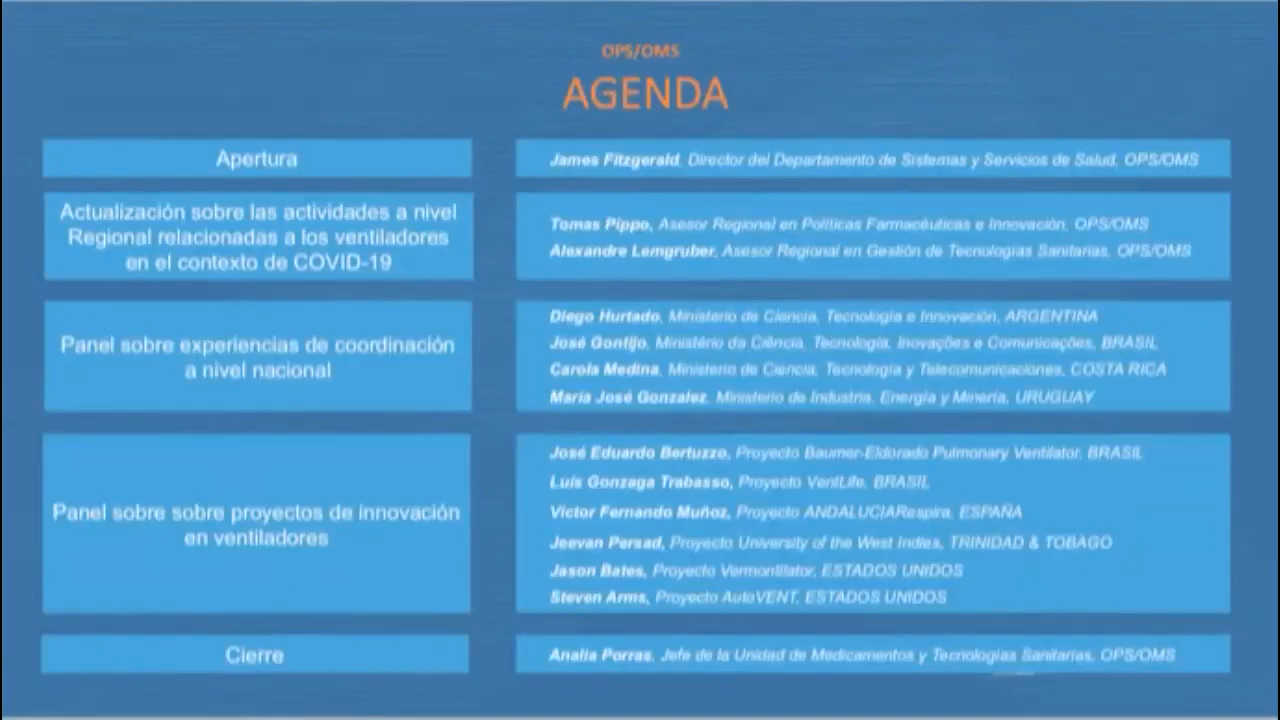 OPS/OMS
AGENDA
Apertura
James Fitzgerald, Director del Departamento de Sistemas y Servicios de Salud, OPS/OMS
Actualización sobre las actividades a nivel
Regional relacionadas a los ventiladores
en el contexto de COVID-19
Tomas Pippo, Asesor Regional en Políticas Farmacéuticas e Innovación, OPS/OMS
Alexandre Lemgruber, Asesor Regional en Gestión de Tecnologías Sanitarias, OPS/OMS
Panel sobre experiencias de coordinación
a nivel nacional
Diego Hurtado, Ministerio de Ciencia, Tecnología e Innovación, ARGENTINA
José Gontijo, Ministério da Ciência, Tecnologia, Inovações e Comunicações, BRASIL
Carola Medina, Ministerio de Ciencia, Tecnología y Telecomunicaciones, COSTA RICA
María José Gonzalez, Ministerio de Industria, Energía y Minería, URUGUAY
Panel sobre sobre proyectos de innovación
en ventiladores
José Eduardo Bertuzzo, Proyecto Baumer-Eldorado Pulmonary Ventilator, BRASIL
Luis Gonzaga Trabasso, Proyecto VentLife, BRASIL
Víctor Fernando Muñoz, Proyecto ANDALUCIARespira, ESPAÑA
Jeevan Persad, Proyecto University of the West Indies, TRINIDAD & TOBAGO
Jason Bates, Proyecto Vermontilator, ESTADOS UNIDOS
Steven Arms, Proyecto AutoVENT, ESTADOS UNIDOS
Cierre
Analía Porras, Jefe de la Unidad de Medicamentos y Tecnologías Sanitarias, OPS/OMS